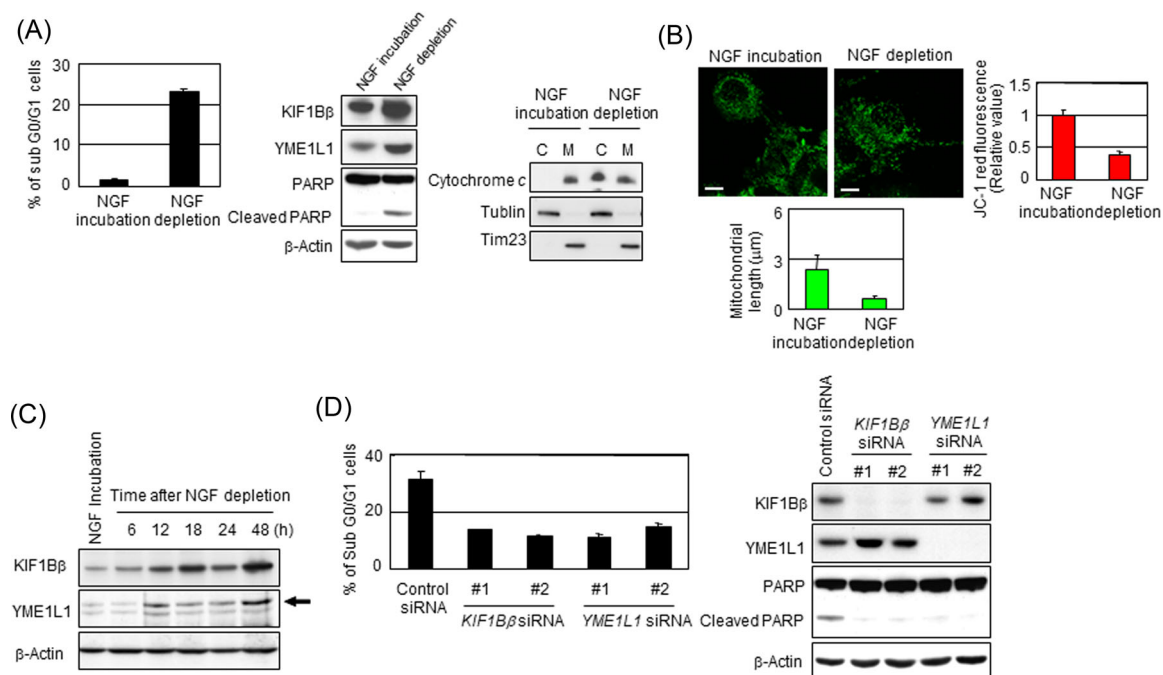 (A)
% of sub G0/G1 cells
30
20
10
0
NGF incubation
NGF depletion
NGF incubation
NGF depletion
KIF1Bβ
YME1L1
PARP
Cleaved PARP
β-Actin
NGF incubation
NGF depletion
C M C M
Cytochrome c
Tublin
Tim23
(B)
NGF incubation
NGF depletion
JC-1 red fluorescence
(Relative value)
1.5
1
0.5
0
NGF incubation
NGF depletion
Mitochondrial
length (μm)
6
3
0
NGF incubation
NGF depletion
(C)
NGF Incubation
Time after NGF depletion
6 12 18 24 48 (h)
KIF1Bβ
YME1L1
β-Actin
(D)
% of Sub G0/G1 cells
40
20
0
Control
siRNA
#1 #2 #1 #2
KIF1Bβ siRNA
YME1L1 siRNA
Control siRNA
KIF1Bβ
siRNA
YME1L1
siRNA
#1 #2 #1 #2
KIF1Bβ
YME1L1
PARP
Cleaved PARP
β-Actin